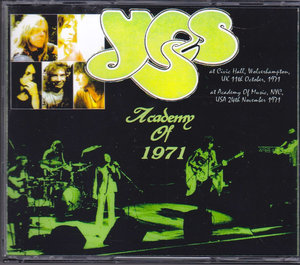 yes
at Civic Hall, Wolverhampton,
UK 11th October, 1971
at Academy Of Music, NYC,
USA 24th November 1971
Academy
Of
1971